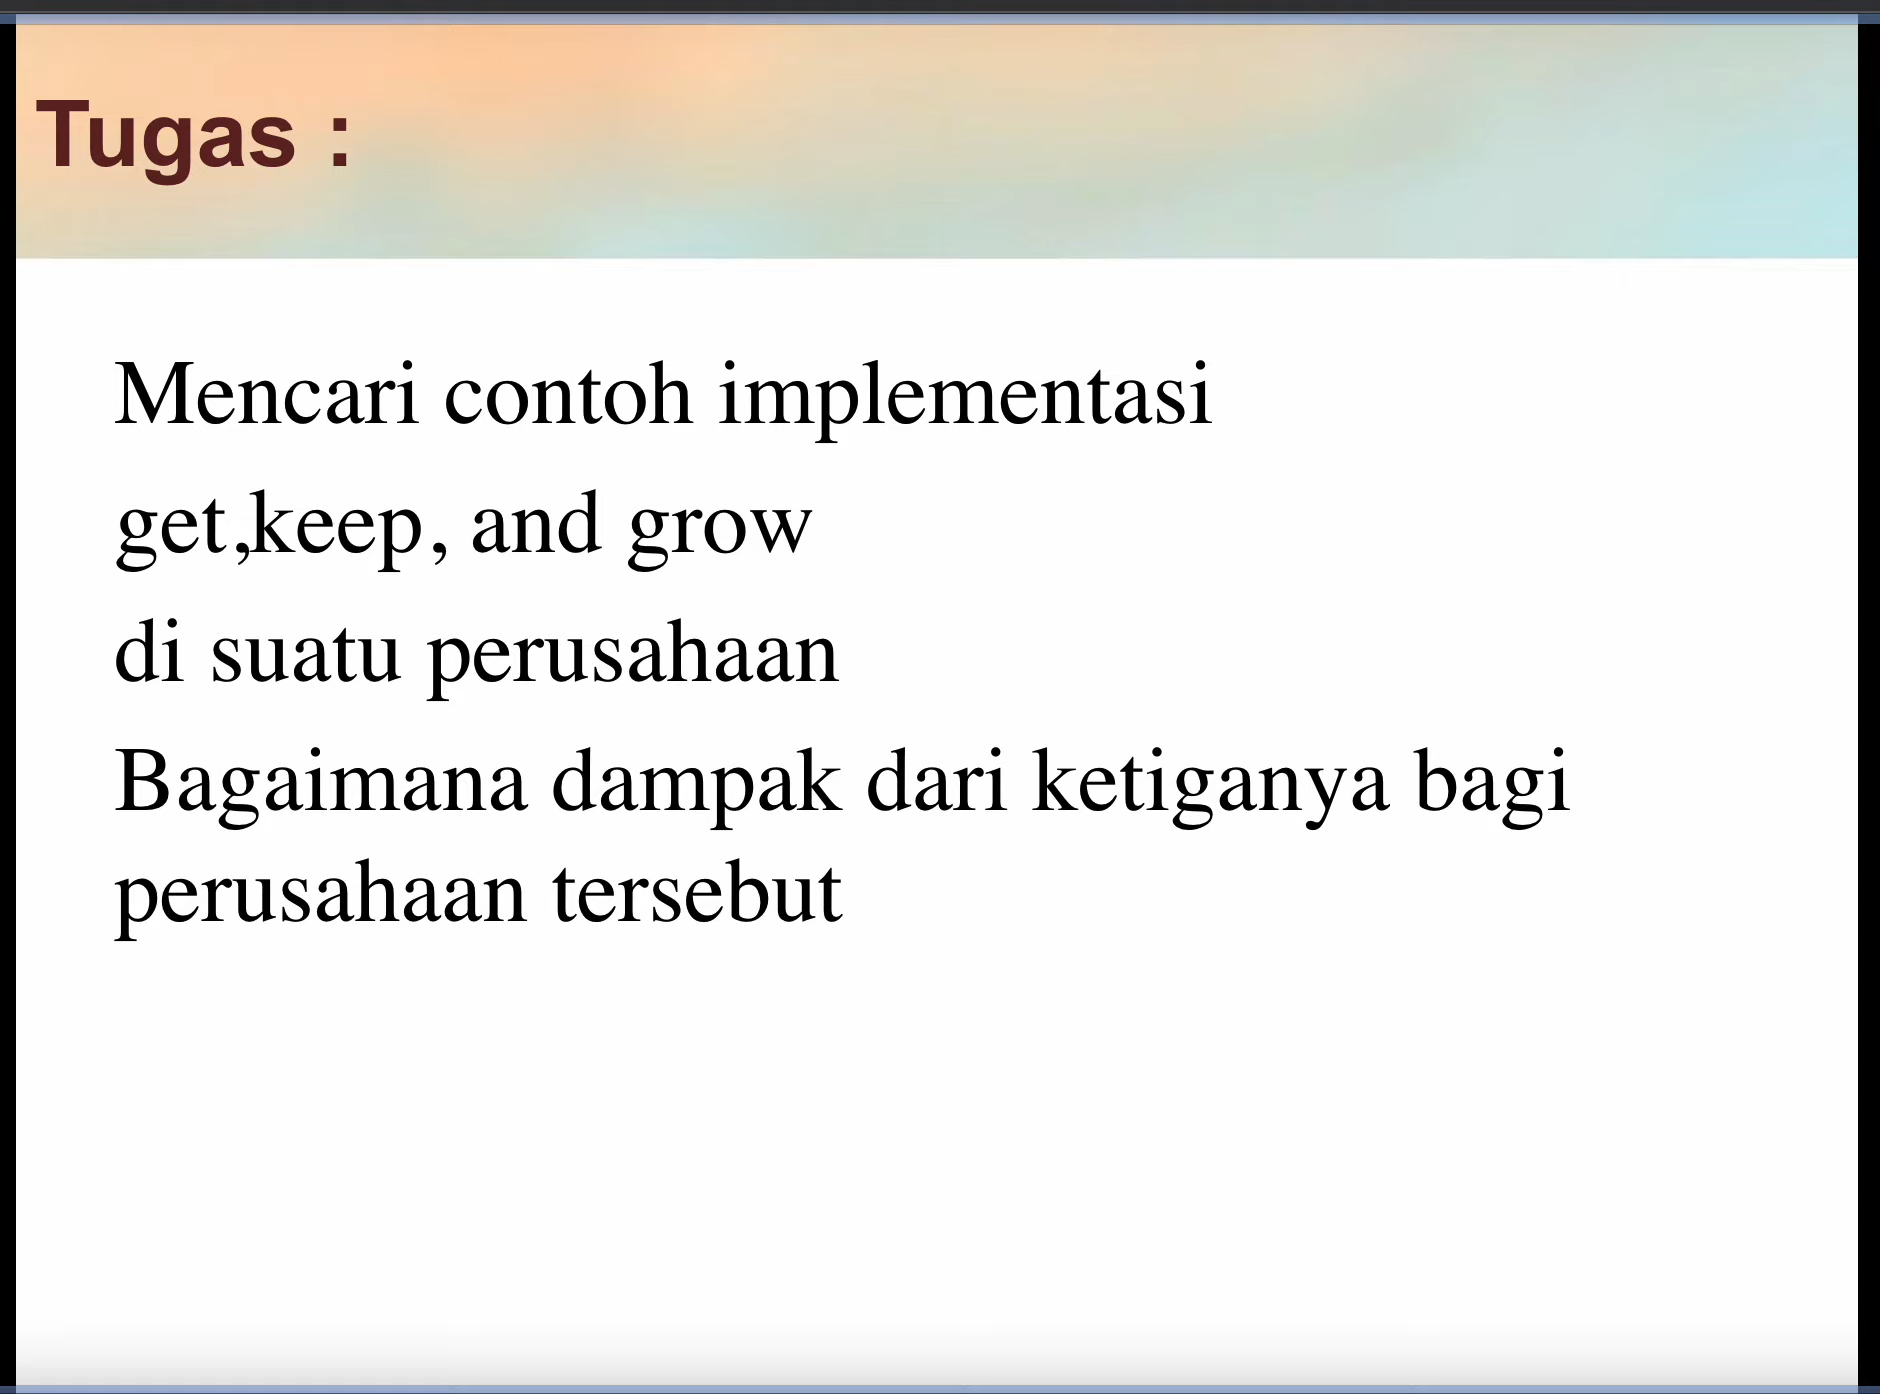 Tugas :
Mencari contoh implementasi
get,keep, and grow
di suatu perusahaan
Bagaimana dampak dari ketiganya bagi
perusahaan tersebut